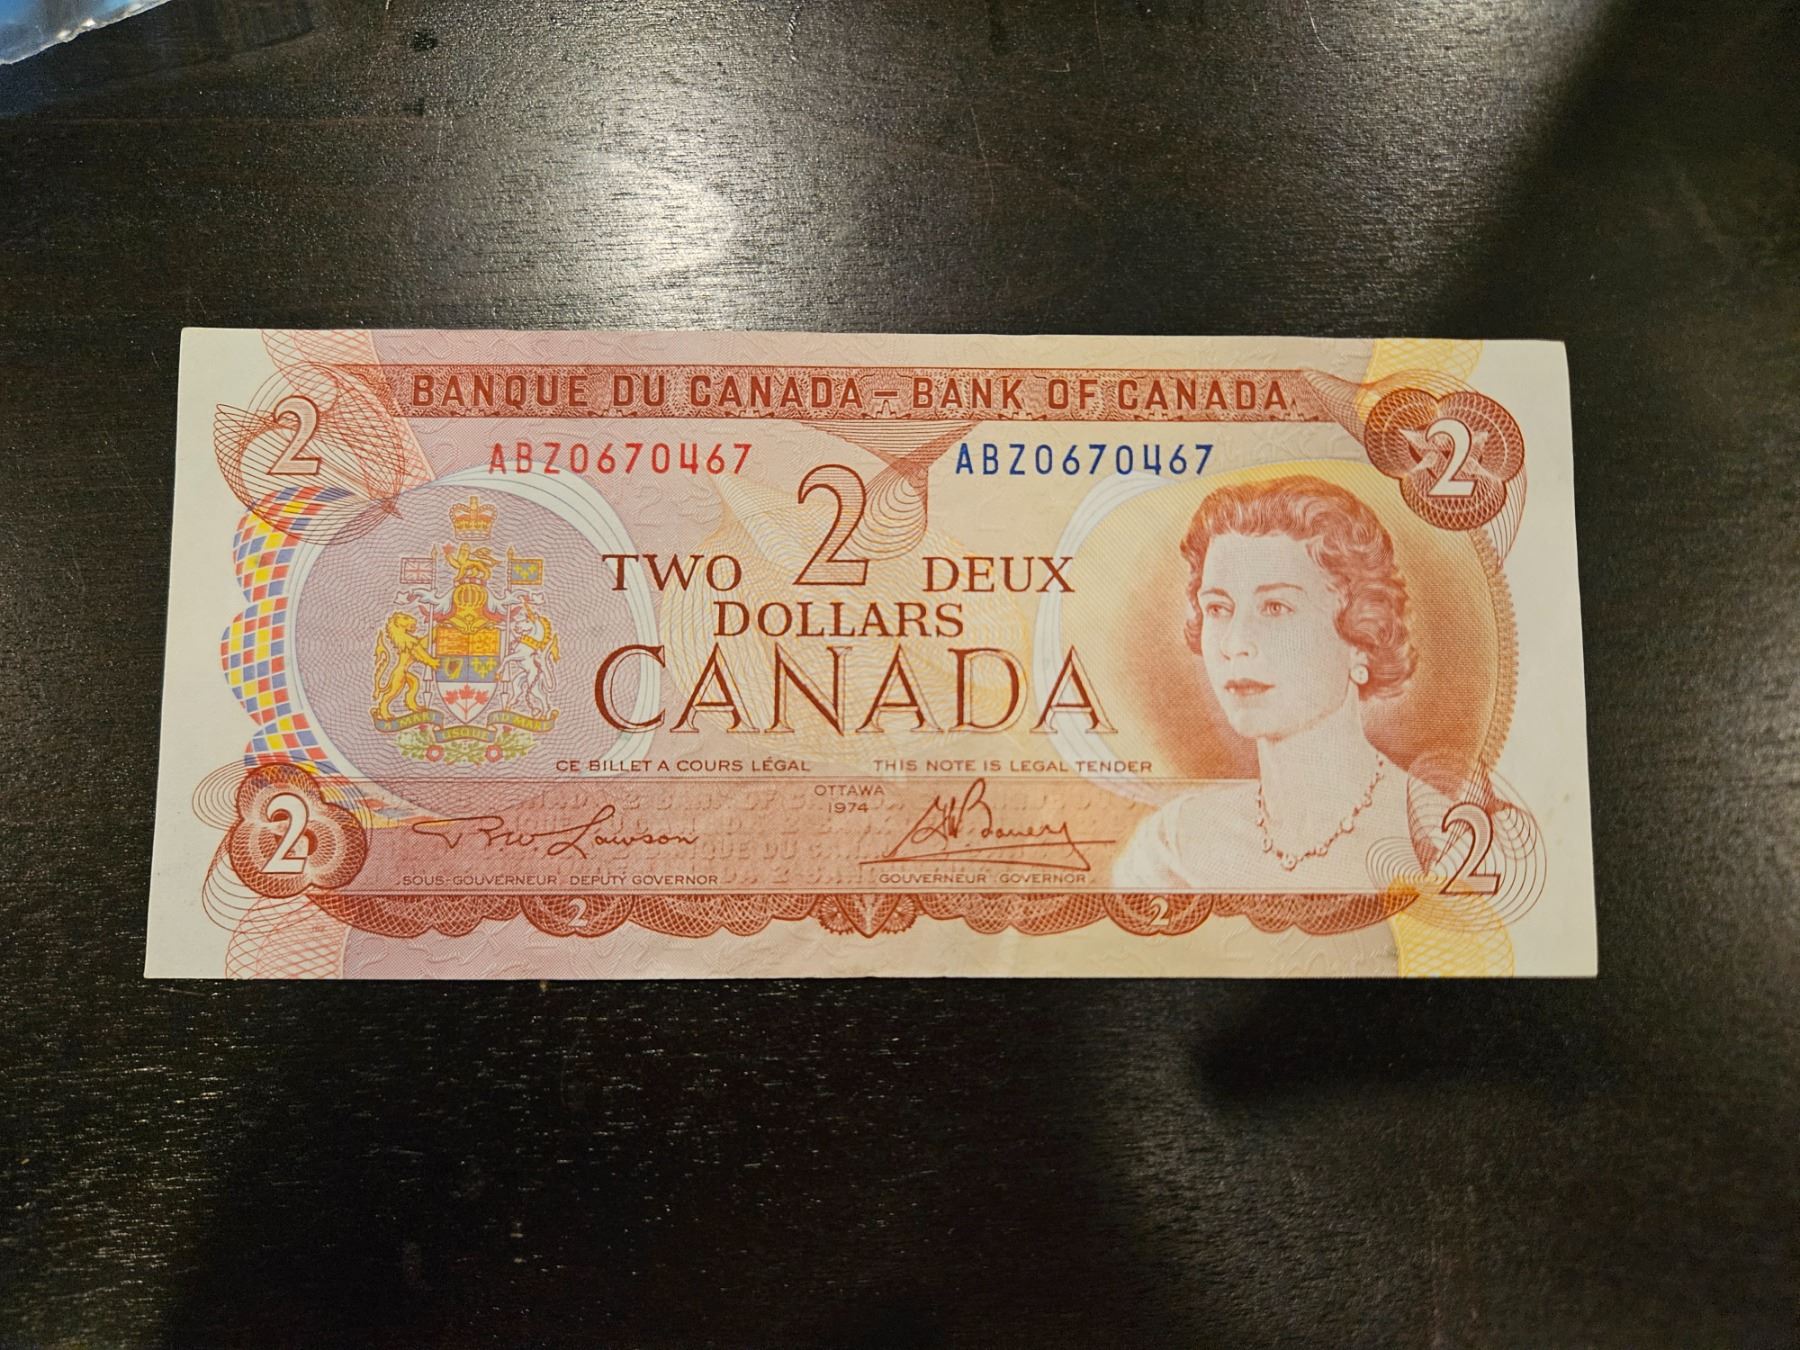 BANQUE DU CANADA – BANK OF CANADA
2
2
ABZ0670467 ABZ0670467
2
TWO DEUX
DOLLARS
CANADA
A MARI USQUE AD MARE
CE BILLET A COURS LÉGAL THIS NOTE IS LEGAL TENDER
OTTAWA
1974
2
R W Lawson
G K Bouey
2
SOUS-GOUVERNEUR DEPUTY GOVERNOR
GOUVERNEUR GOVERNOR
2
2